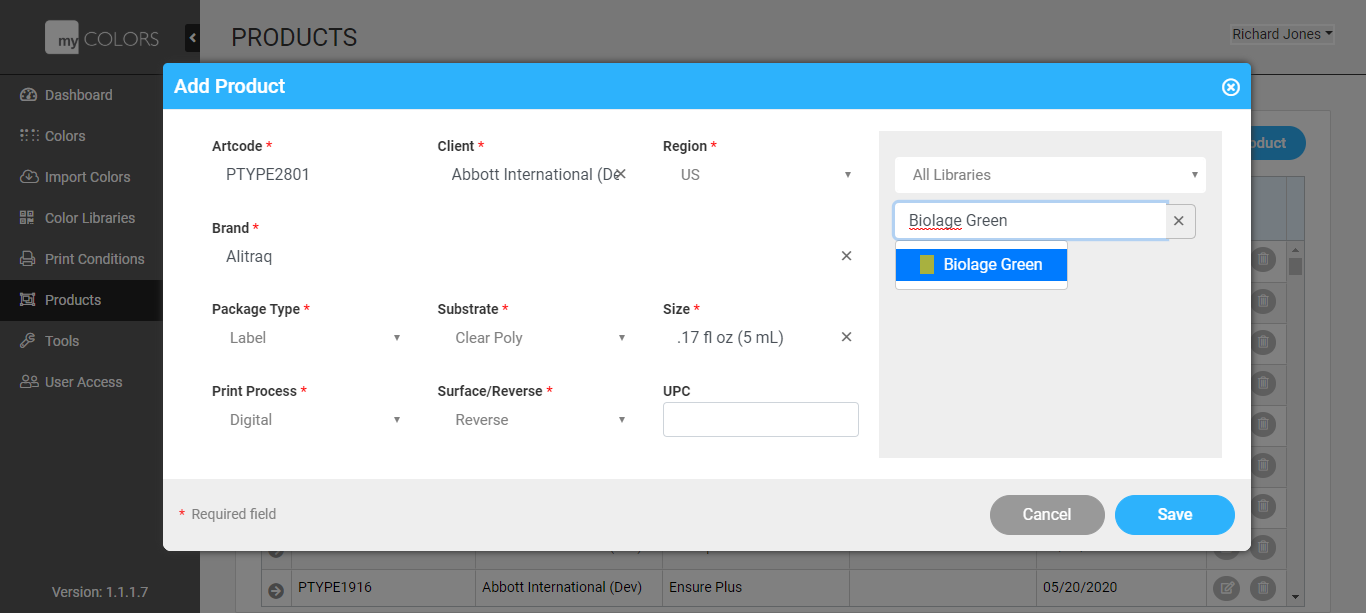 my COLORS
PRODUCTS
Richard Jones
Dashboard
Colors
Import Colors
Color Libraries
Print Conditions
Products
Tools
User Access
Version: 1.1.1.7
Add Product
Artcode *
PTYPE2801
Client *
Abbott International (De
Region *
US
Brand *
Alitraq
Package Type *
Label
Substrate *
Clear Poly
Size *
.17 fl oz (5 mL)
Print Process *
Digital
Surface/Reverse *
Reverse
UPC
All Libraries
Biolage Green
Biolage Green
* Required field
Cancel
Save
oduct
PTYPE1916 Abbott International (Dev) Ensure Plus 05/20/2020